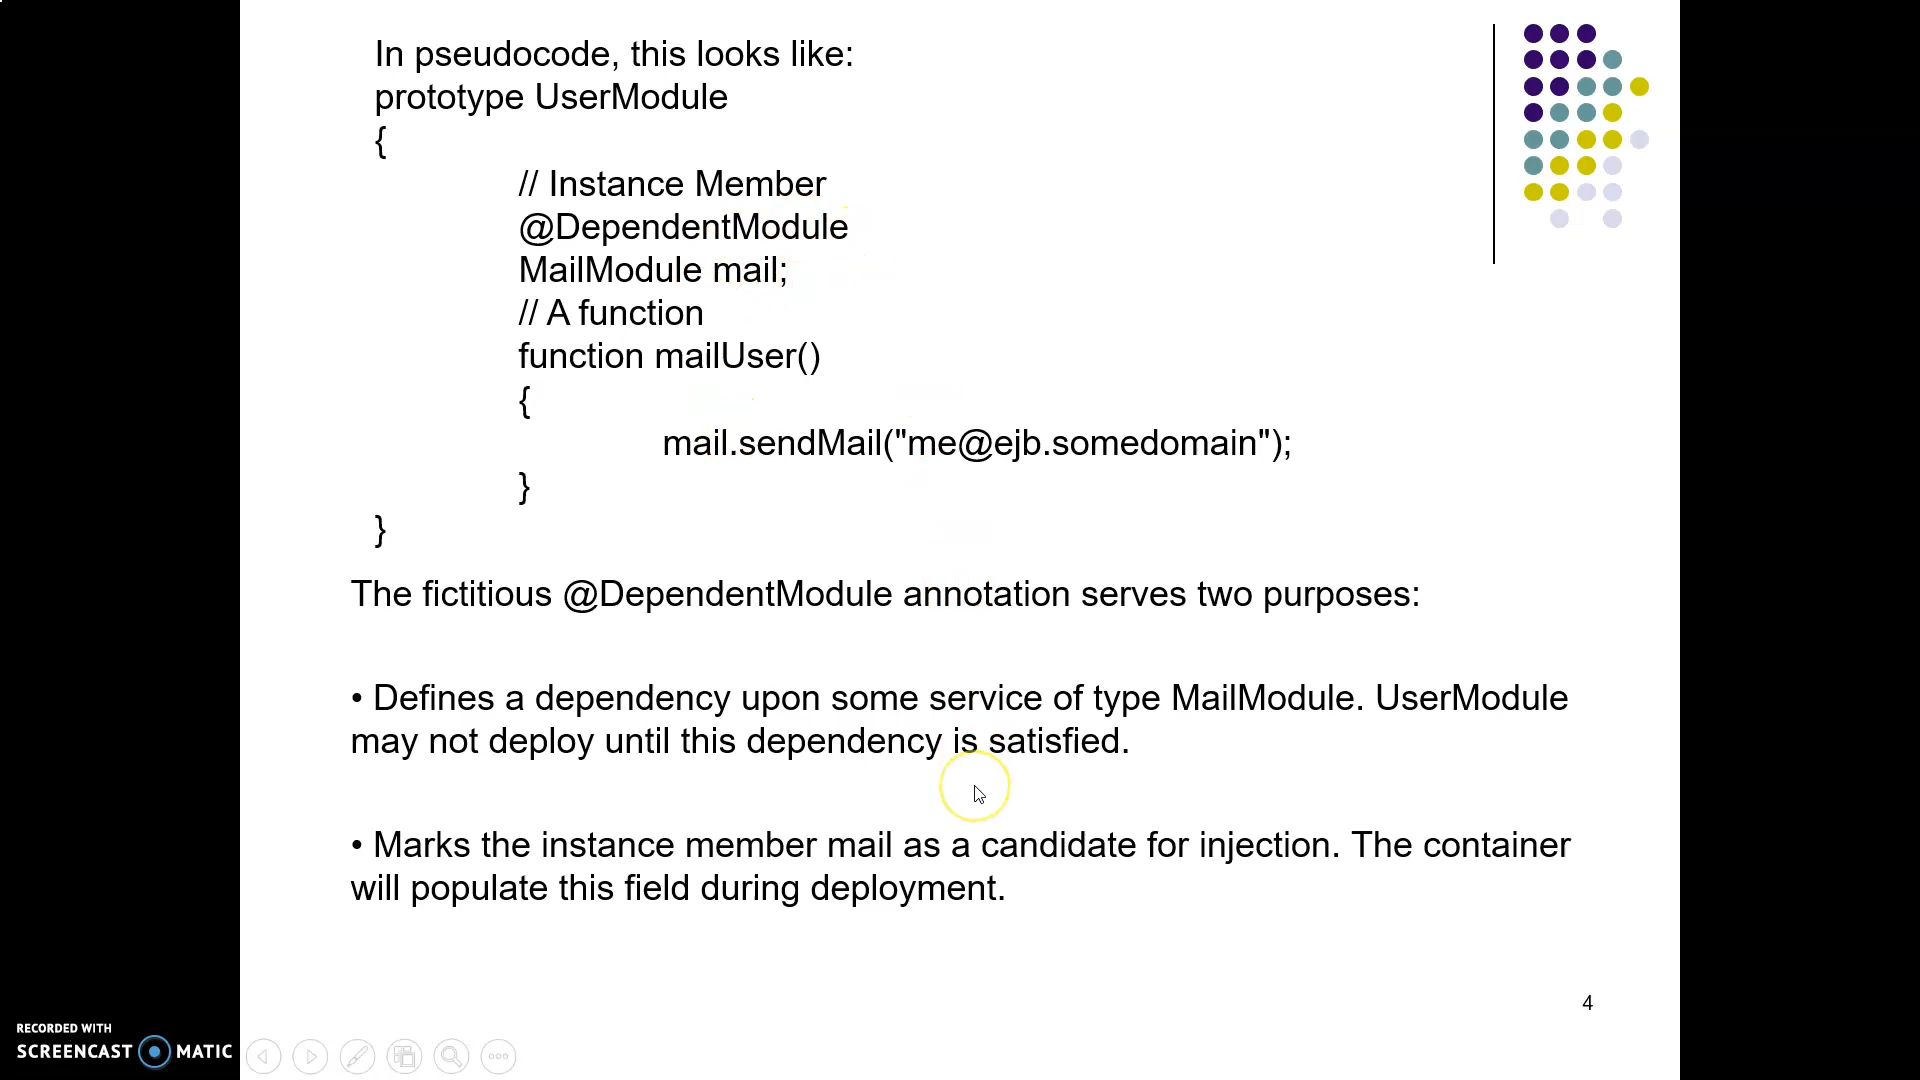 In pseudocode, this looks like:
prototype UserModule
{
// Instance Member
@DependentModule
MailModule mail;
// A function
function mailUser()
{
mail.sendMail("me@ejb.somedomain");
}
}
The fictitious @DependentModule annotation serves two purposes:
• Defines a dependency upon some service of type MailModule. UserModule
may not deploy until this dependency is satisfied.
• Marks the instance member mail as a candidate for injection. The container
will populate this field during deployment.
4
RECORDED WITH
SCREENCAST MATIC